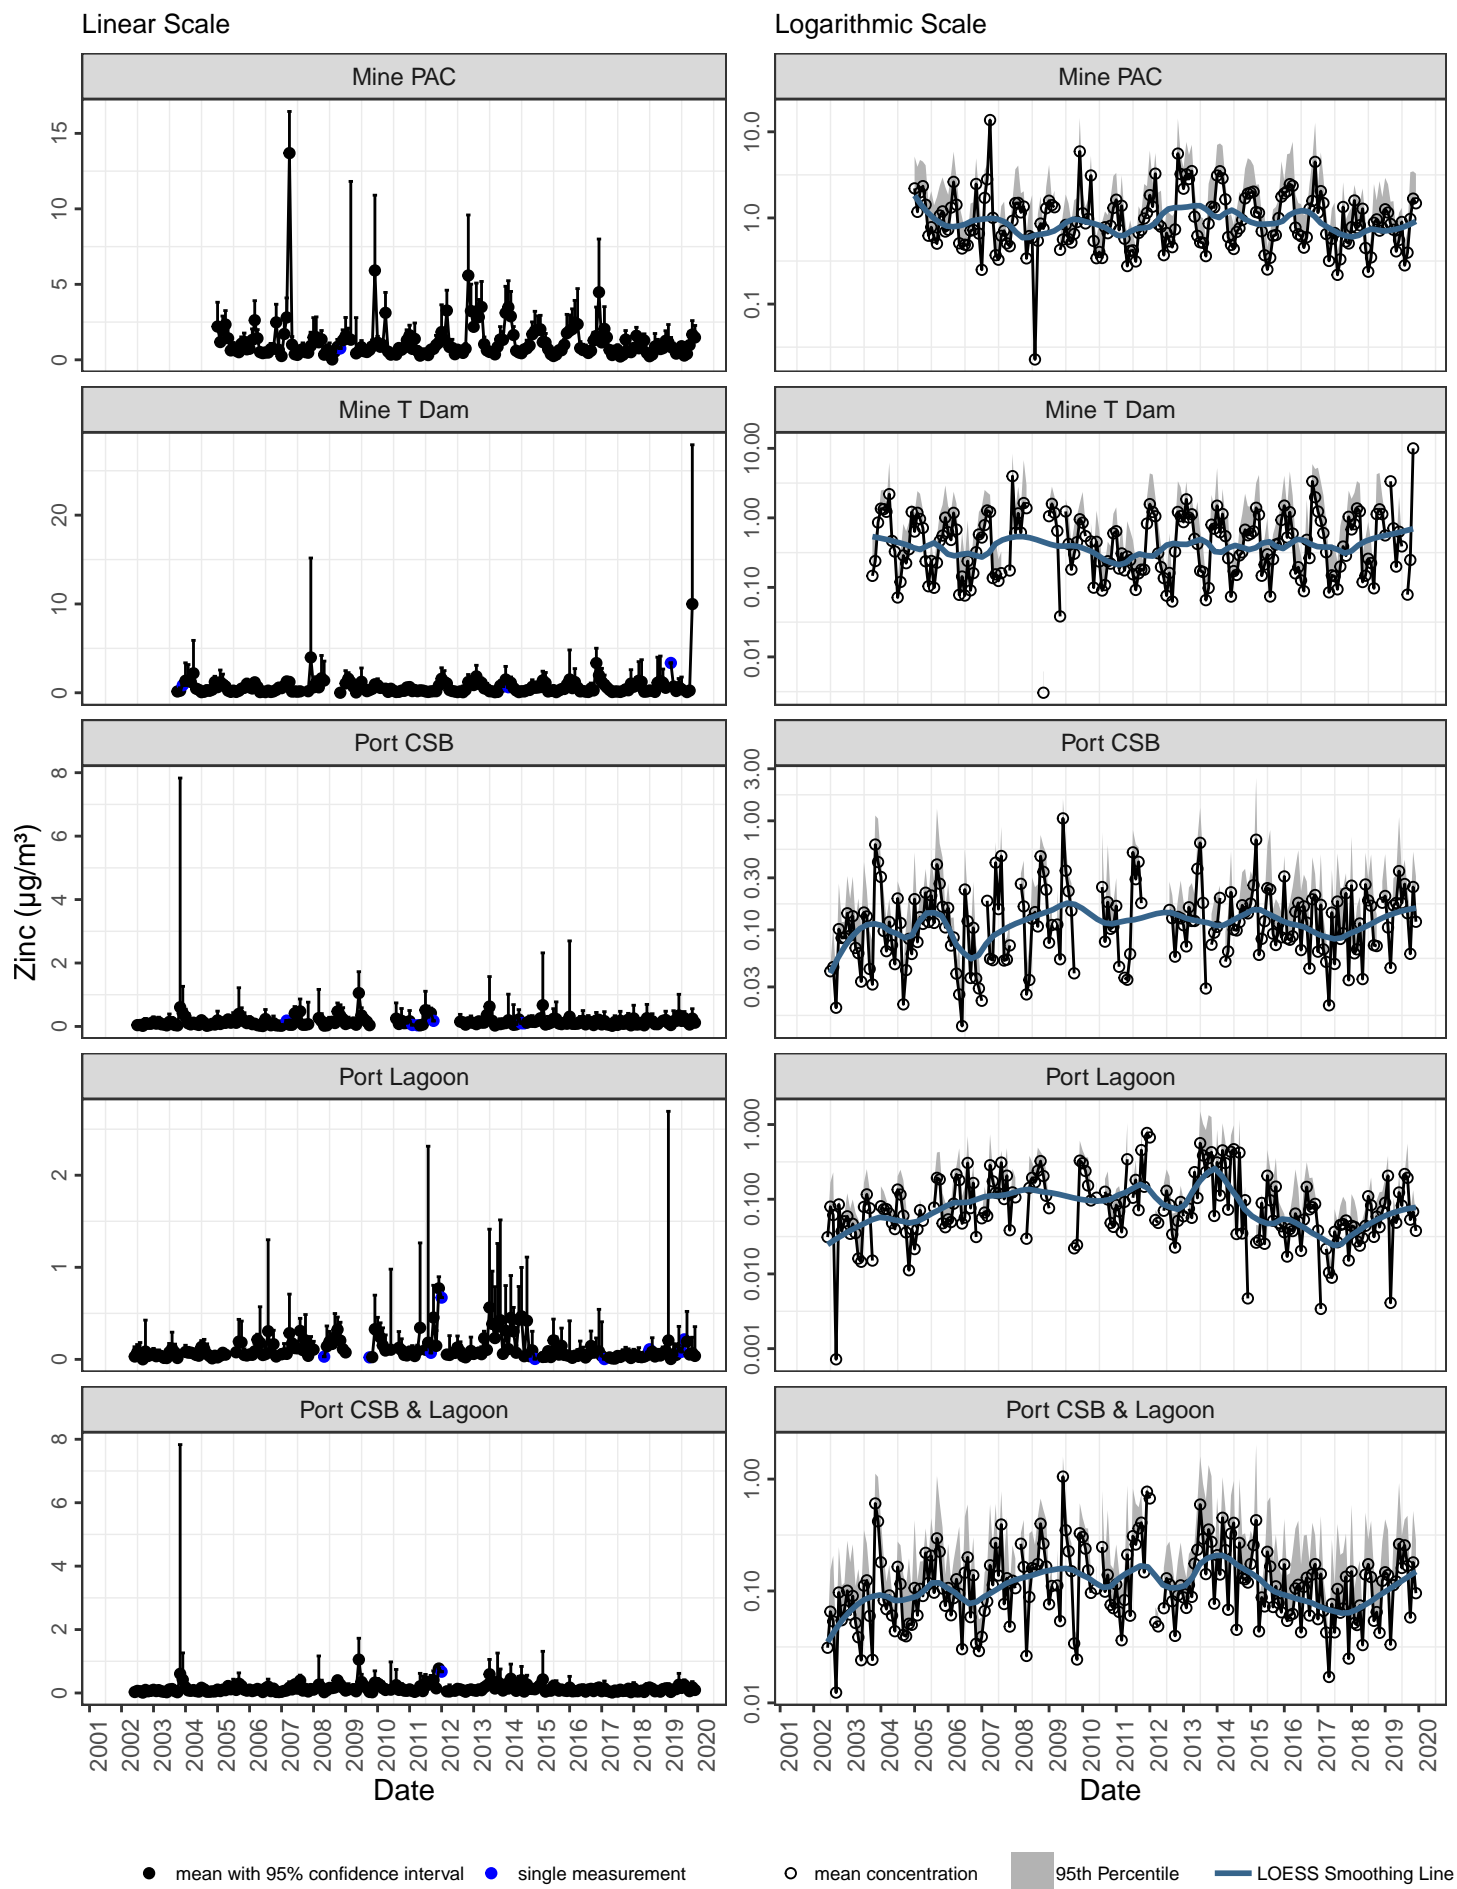 Linear Scale
Logarithmic Scale
Zinc (µg/m³)
Mine PAC
15
10
5
0
Mine PAC
10.0
1.0
0.1
Mine T Dam
20
10
0
Mine T Dam
10.00
1.00
0.10
0.01
Port CSB
8
6
4
2
0
Port CSB
3.00
1.00
0.30
0.10
0.03
Port Lagoon
2
1
0
Port Lagoon
1.000
0.100
0.010
0.001
Port CSB & Lagoon
8
6
4
2
0
Port CSB & Lagoon
1.00
0.10
0.01
2001 2002 2003 2004 2005 2006 2007 2008 2009 2010 2011 2012 2013 2014 2015 2016 2017 2018 2019 2020
Date
2001 2002 2003 2004 2005 2006 2007 2008 2009 2010 2011 2012 2013 2014 2015 2016 2017 2018 2019 2020
Date
mean with 95% confidence interval
single measurement
mean concentration
95th Percentile
LOESS Smoothing Line